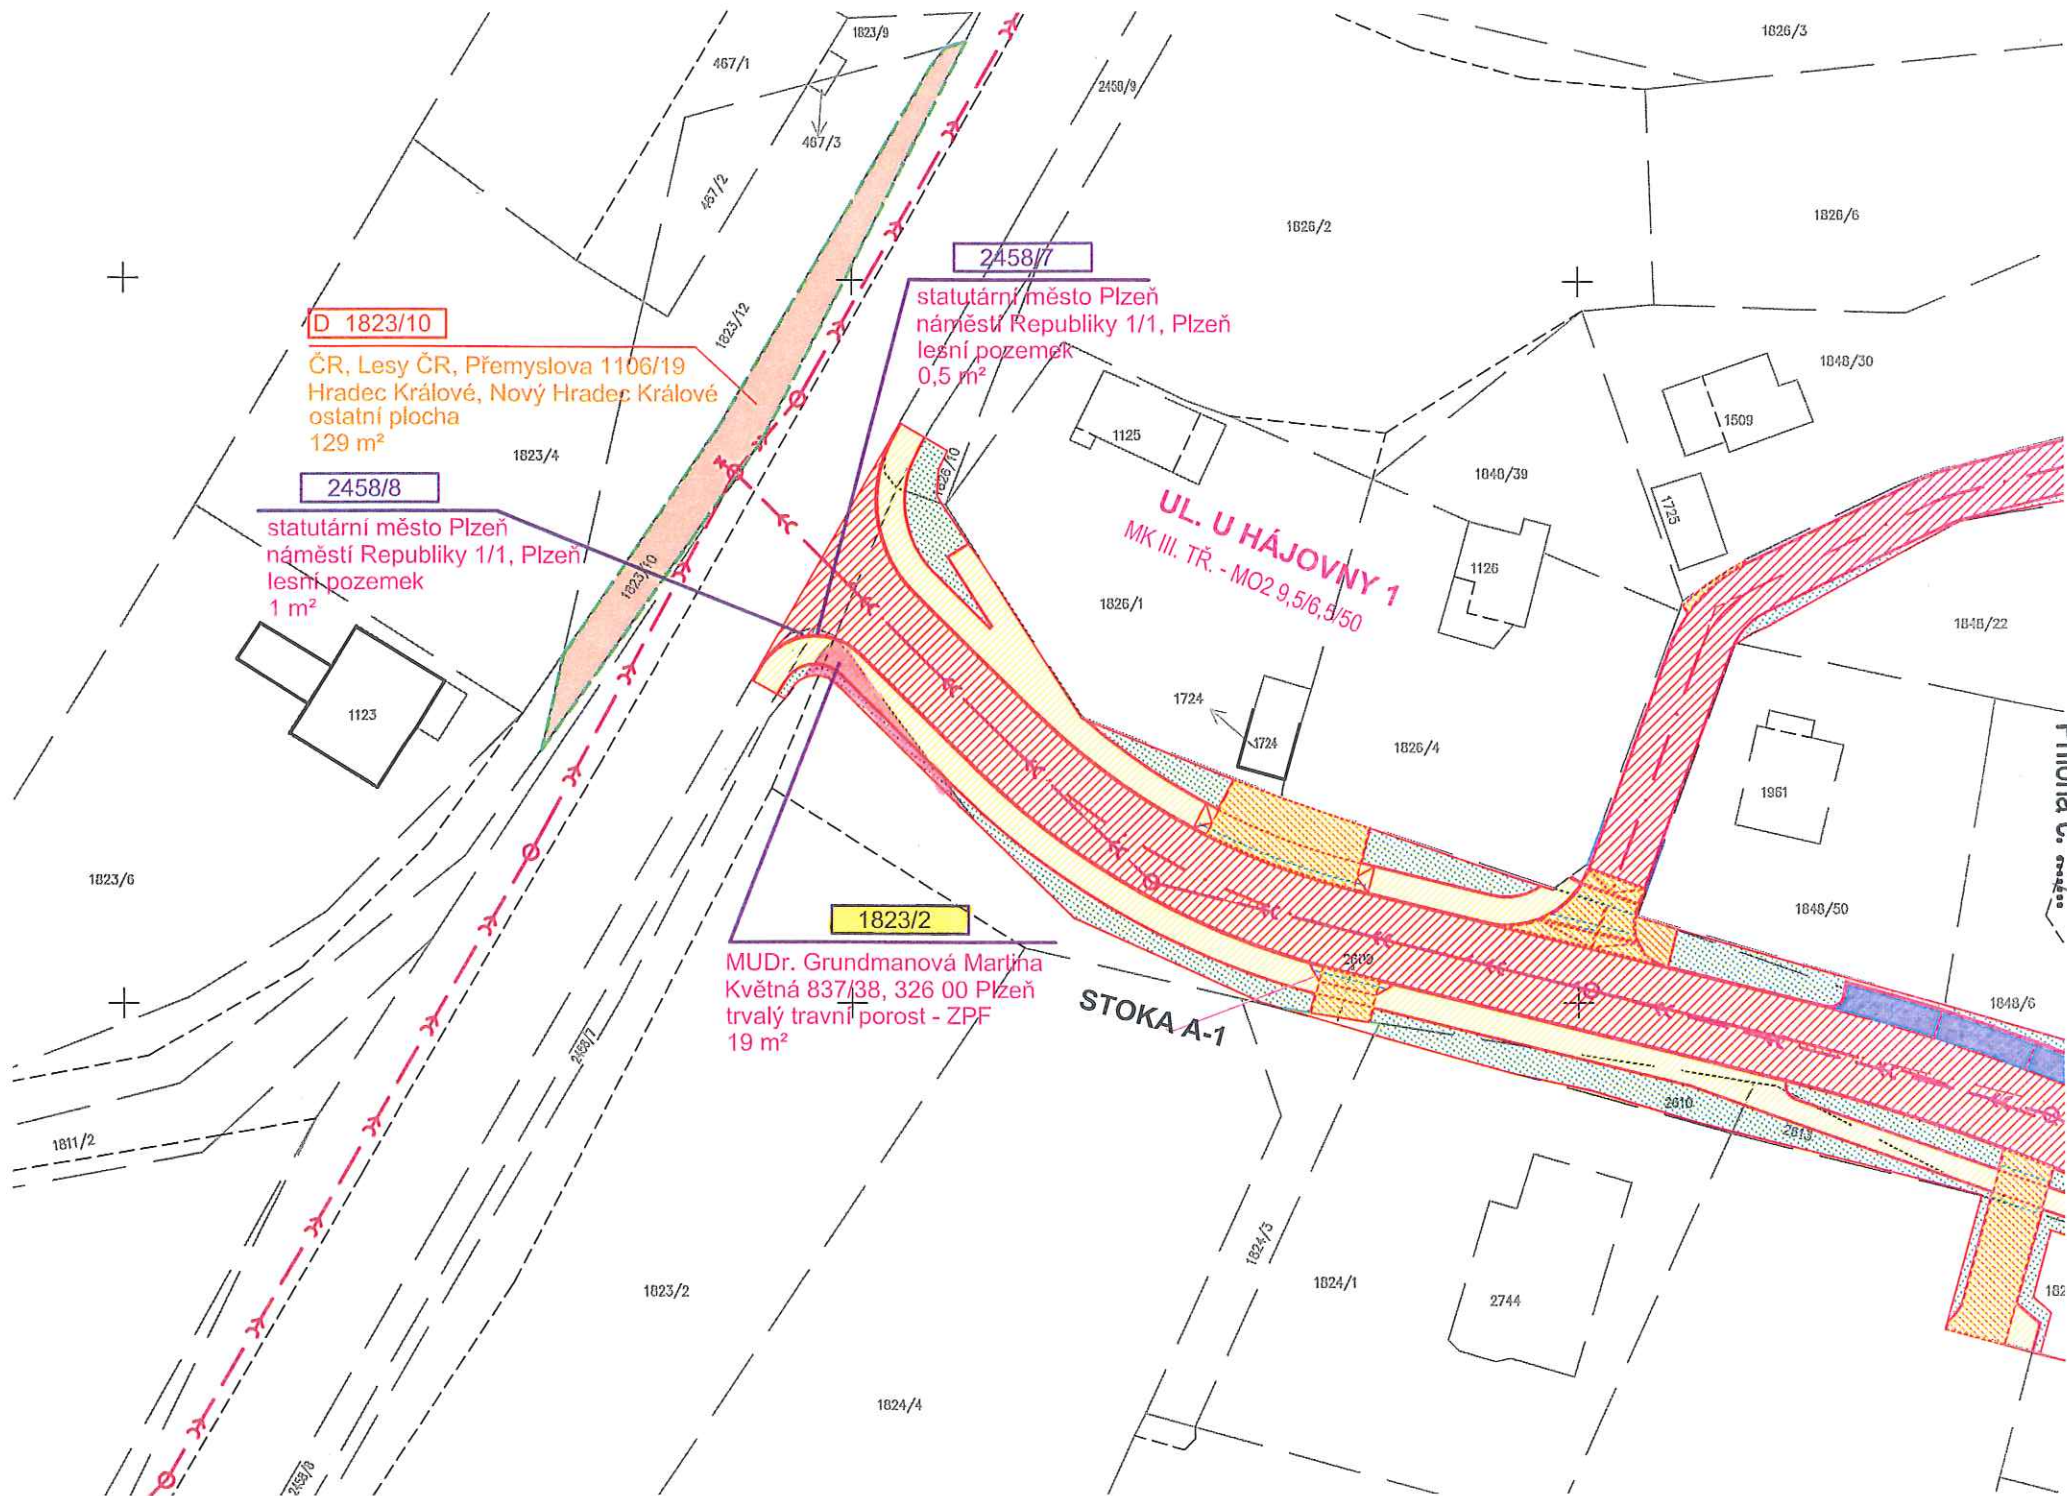 1823/9
1826/3
467/1
2458/9
467/3
467/2
1826/2
1826/6
2458/7
statutární město Plzeň
náměstí Republiky 1/1, Plzeň
lesní pozemek
0,5 m²
D 1823/10
ČR, Lesy ČR, Přemyslova 1106/19
Hradec Králové, Nový Hradec Králové
ostatní plocha
129 m²
1823/12
1848/30
1509
1125
1823/4
1826/10
1848/39
2458/8
statutární město Plzeň
náměstí Republiky 1/1, Plzeň
lesní pozemek
1 m²
1823/10
UL. U HÁJOVNY 1
MK III. TŘ. - MO2 9,5/6,5/50
1725
1126
1826/1
1848/22
1123
1724
1724
1826/4
1961
1823/6
1823/2
MUDr. Grundmanová Martina
Květná 837/38, 326 00 Plzeň
trvalý travní porost - ZPF
19 m²
1848/50
2609
STOKA A-1
1848/6
2458/7
2610
2613
1811/2
1824/3
1823/2
1824/1
2744
182
1824/4
2458/8